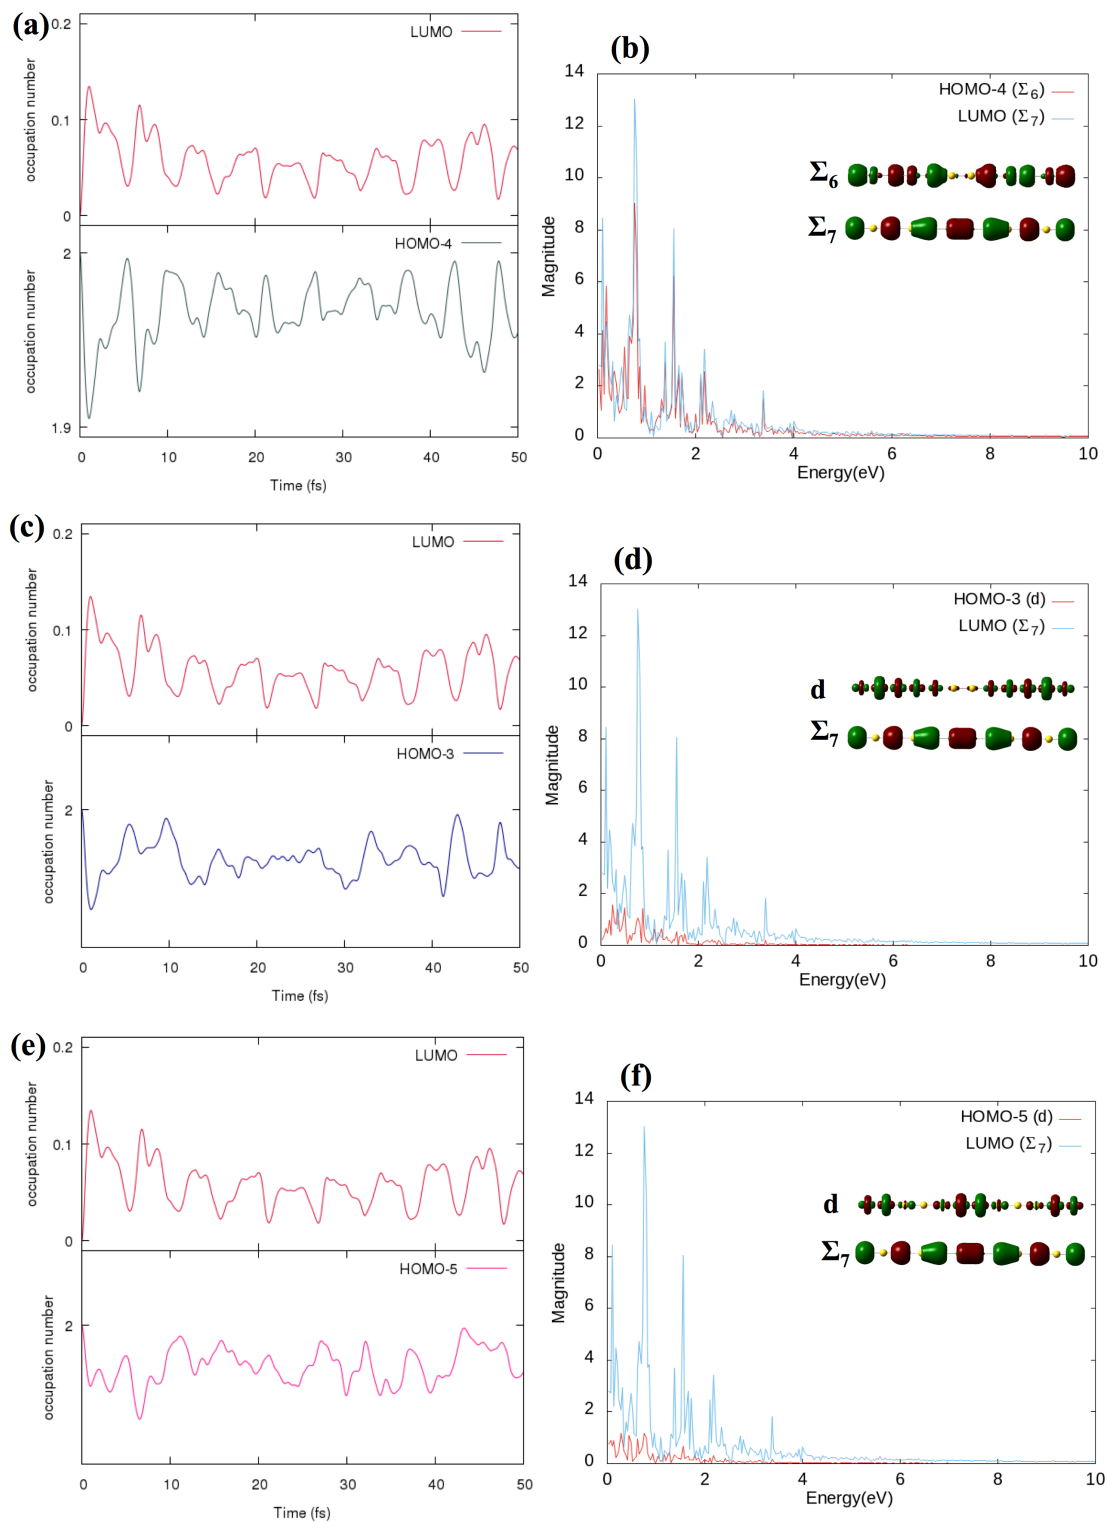 (a)
0.2
LUMO
occupation number
0.1
0
HOMO-4
2
occupation number
1.9
0 10 20 30 40 50
Time (fs)
(b)
14
HOMO-4 (Σ6)
LUMO (Σ7)
12
10
Σ6
8
Σ7
Magnitude
6
4
2
0
0 2 4 6 8 10
Energy(eV)
(c)
0.2
LUMO
occupation number
0.1
0
HOMO-3
2
occupation number
0 10 20 30 40 50
Time (fs)
(d)
14
HOMO-3 (d)
LUMO (Σ7)
12
10
d
8
Σ7
Magnitude
6
4
2
0
0 2 4 6 8 10
Energy(eV)
(e)
0.2
LUMO
occupation number
0.1
0
HOMO-5
2
occupation number
0 10 20 30 40 50
Time (fs)
(f)
14
HOMO-5 (d)
LUMO (Σ7)
12
10
d
8
Σ7
Magnitude
6
4
2
0
0 2 4 6 8 10
Energy(eV)